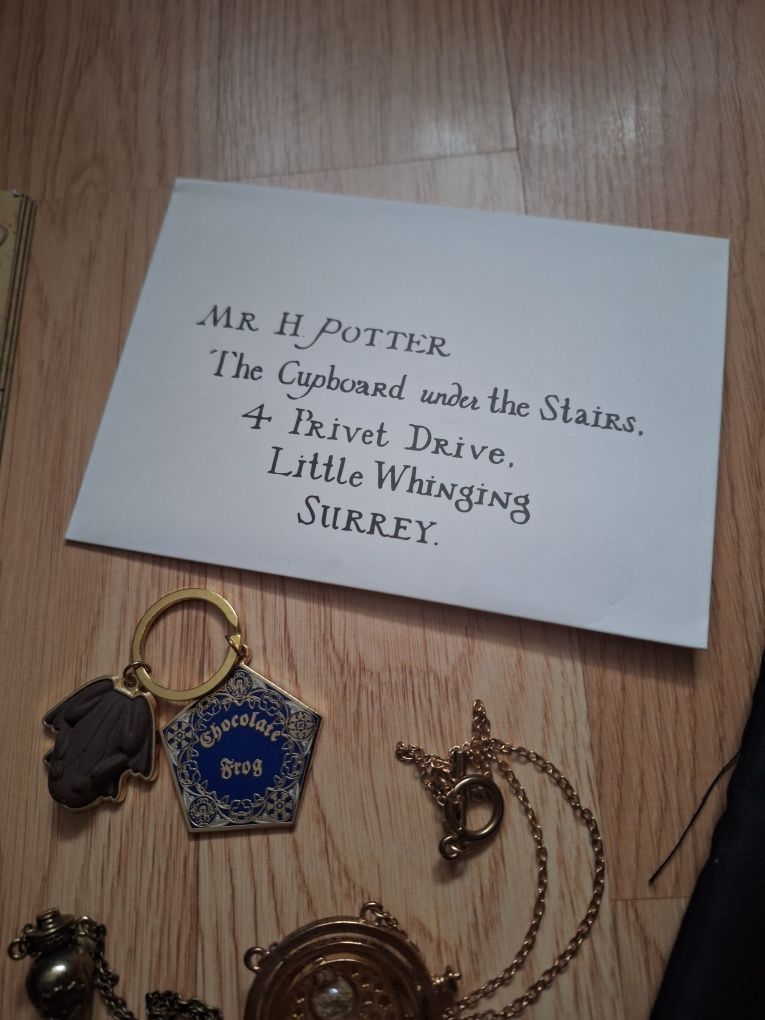 Mr H Potter
The Cupboard under the Stairs,
4 Privet Drive,
Little Whinging
Surrey.
Chocolate
Frog